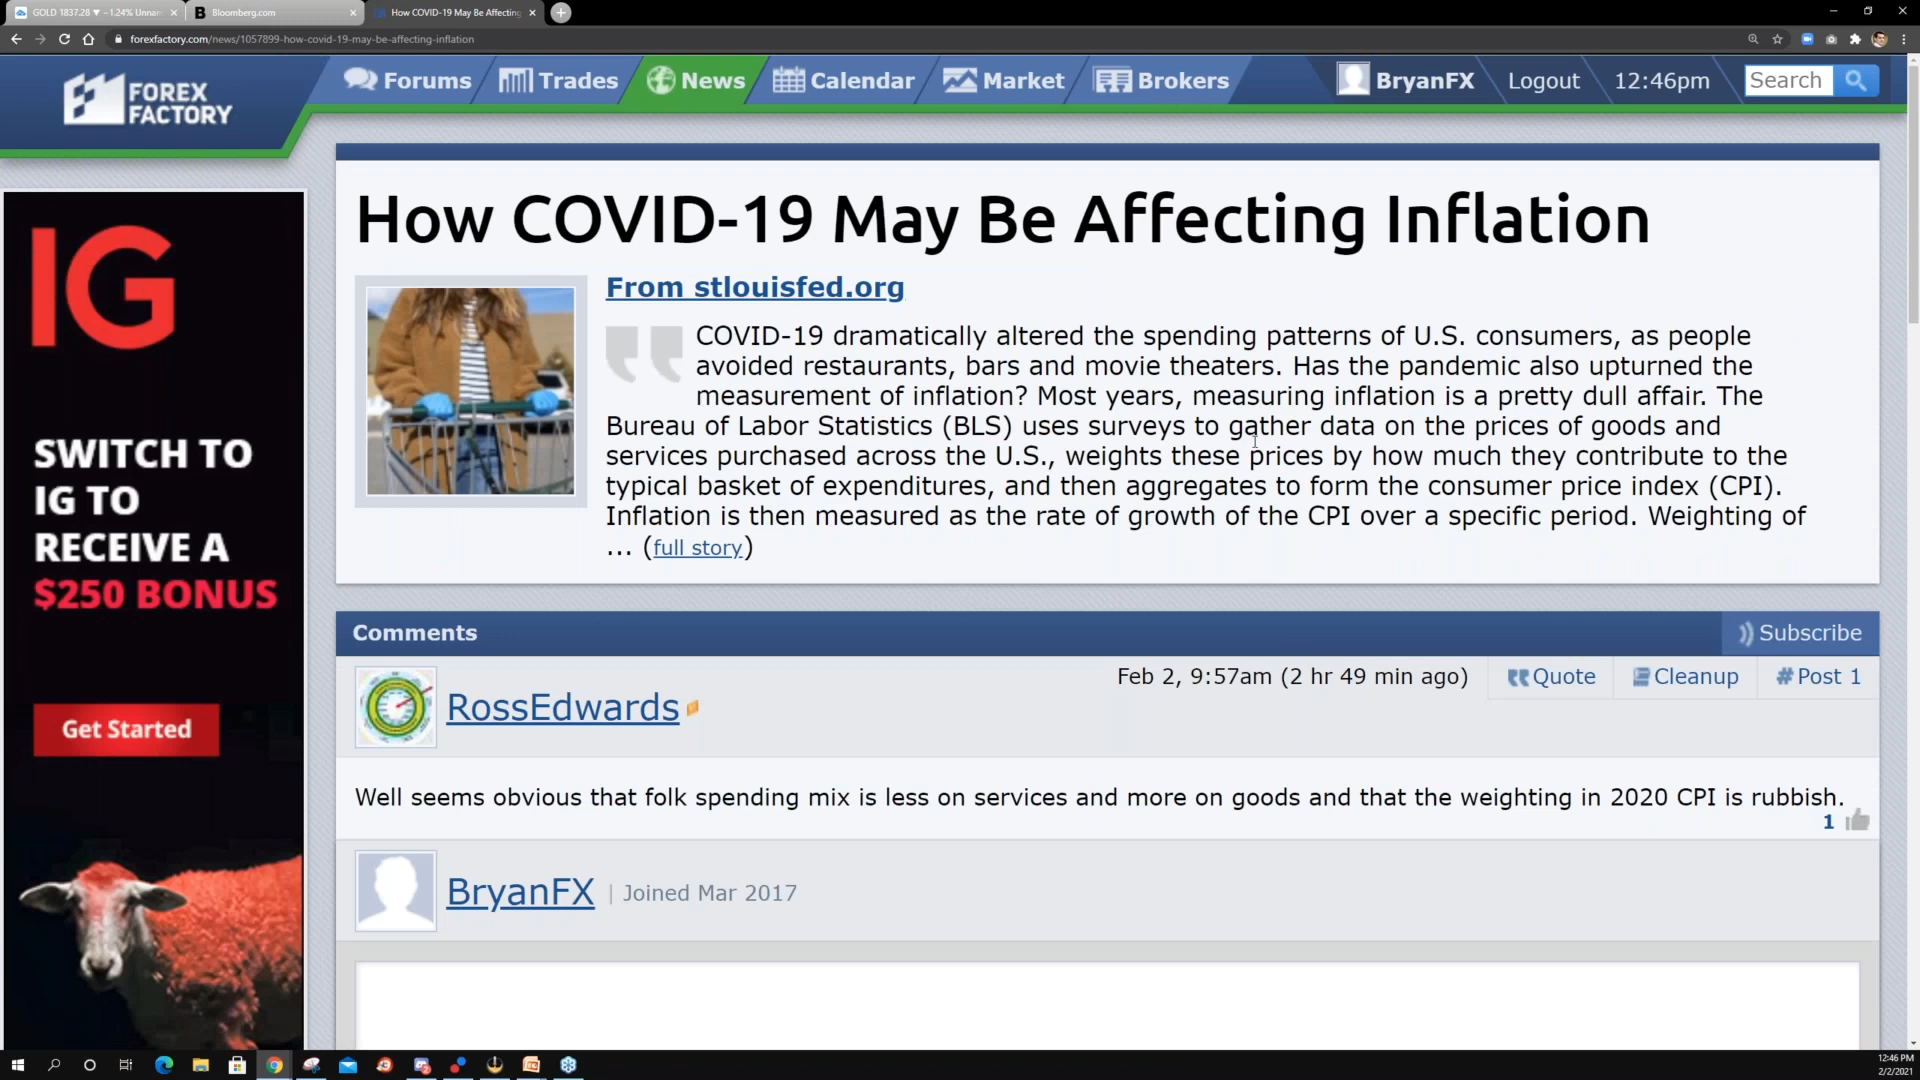 GOLD 1837.28 ▼ −1.24% Unnan
Bloomberg.com
How COVID-19 May Be Affecting
forexfactory.com/news/1057899-how-covid-19-may-be-affecting-inflation
FOREX
FACTORY
Forums
Trades
News
Calendar
Market
Brokers
BryanFX
Logout
12:46pm
Search
How COVID-19 May Be Affecting Inflation
From stlouisfed.org
COVID-19 dramatically altered the spending patterns of U.S. consumers, as people
avoided restaurants, bars and movie theaters. Has the pandemic also upturned the
measurement of inflation? Most years, measuring inflation is a pretty dull affair. The
Bureau of Labor Statistics (BLS) uses surveys to gather data on the prices of goods and
services purchased across the U.S., weights these prices by how much they contribute to the
typical basket of expenditures, and then aggregates to form the consumer price index (CPI).
Inflation is then measured as the rate of growth of the CPI over a specific period. Weighting of
... (full story)
IG
SWITCH TO
IG TO
RECEIVE A
$250 BONUS
Get Started
Comments
Subscribe
RossEdwards
Feb 2, 9:57am (2 hr 49 min ago)
Quote
Cleanup
#Post 1
Well seems obvious that folk spending mix is less on services and more on goods and that the weighting in 2020 CPI is rubbish.
1
BryanFX | Joined Mar 2017
12:46 PM
2/2/2021